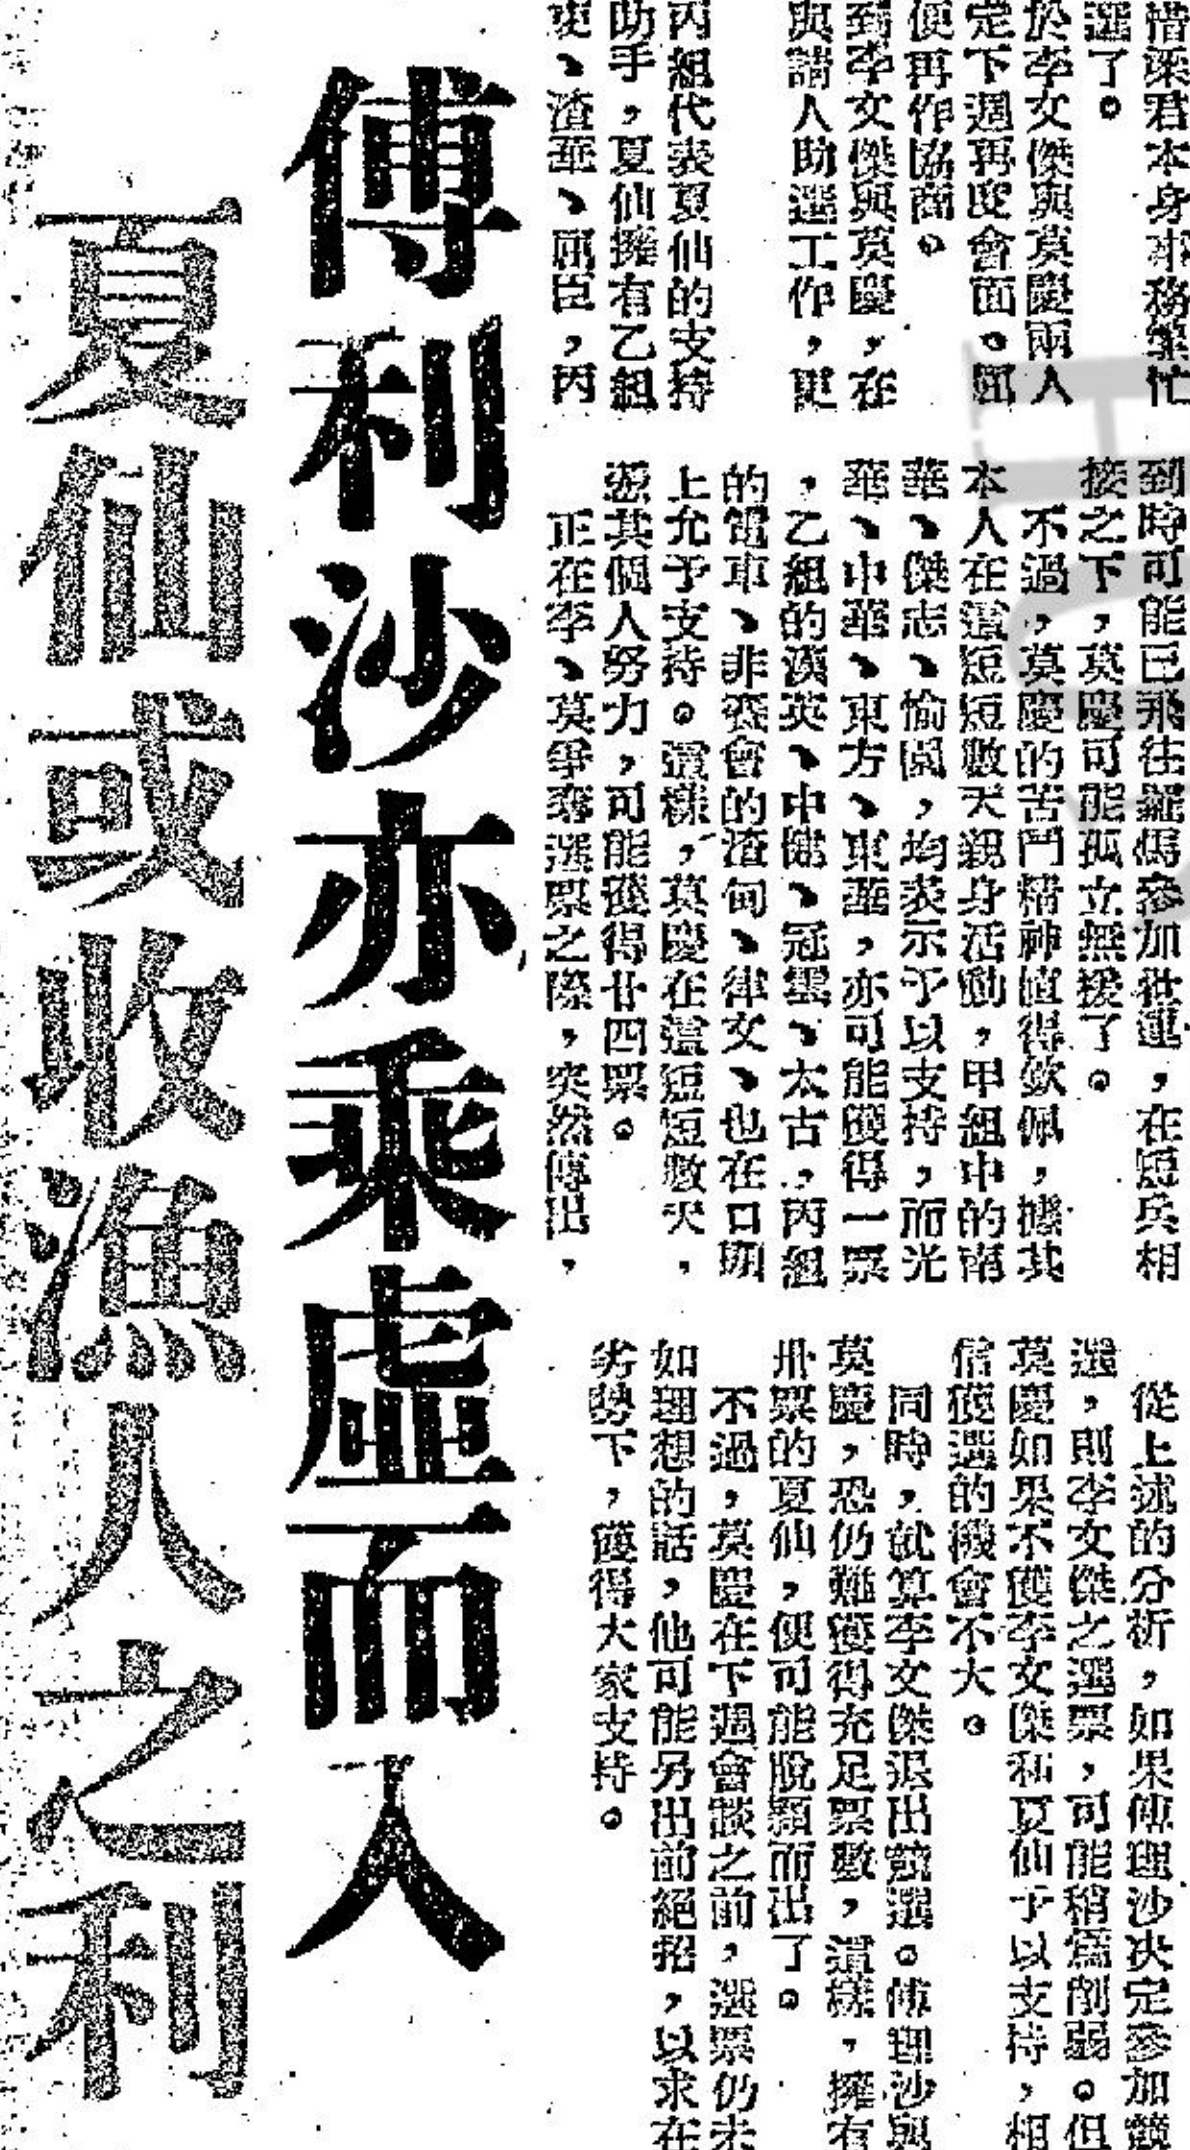 傅利沙亦乘虛而入
夏仙或收漁人之利
惜梁君本身事務繁忙
選了。
於李文傑與莫慶兩人
定下週再度會面。屆
便再作協商。
到李文傑與莫慶,在
與請人助選工作,更
丙組代表夏仙的支持
助手,夏仙擁有乙組
東、渣華、屈臣,丙
到時可能已飛往羅馬參加世運,在短兵相
接之下,莫慶可能孤立無援了。
不過,莫慶的苦鬥精神值得欽佩,據其
本人在這短短數天親身活動,甲組中的南
華、傑志、愉園,均表示予以支持,而光
華、中華、東方、東華,亦可能獲得一票
,乙組的漢英、中餘、冠雲、太古,丙組
的電車、非裘會的渣甸、律文、也在口頭
上允予支持。這樣,莫慶在這短短數天,
憑其個人努力,可能獲得廿四票。
正在李、莫爭奪選票之際,突然傳出,
從上述的分析,如果傅理沙決定參加競
選,則李文傑之選票,可能稍為削弱。但
莫慶如果不獲李文傑和夏仙予以支持,相
信獲選的機會不大。
同時,就算李文傑退出競選。傅理沙與
莫慶,恐仍難獲得充足票數,這樣,擁有
卅票的夏仙,便可能脫穎而出了。
不過,莫慶在下週會談之前,選票仍未
如理想的話,他可能另出前絕招,以求在
劣勢下,獲得大家支持。